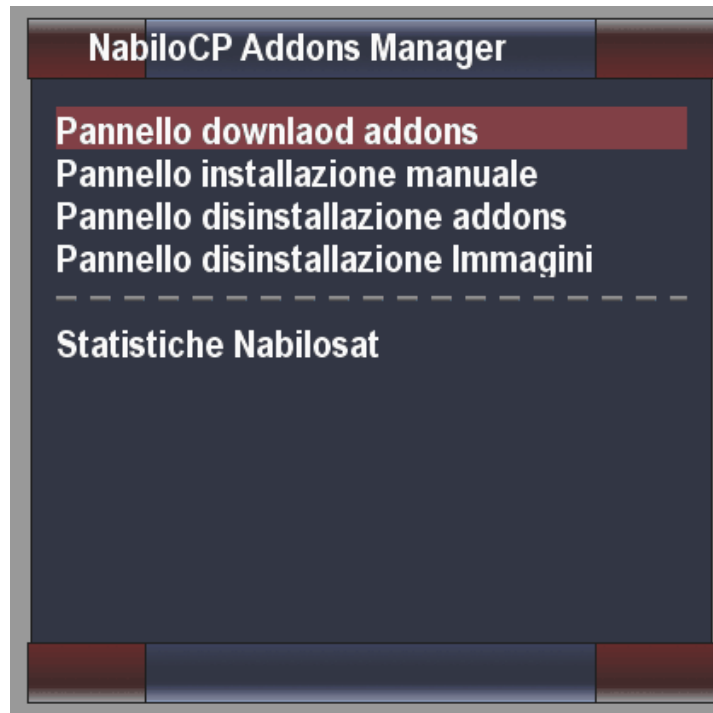 NabiloCP Addons Manager
Pannello downlaod addons
Pannello installazione manuale
Pannello disinstallazione addons
Pannello disinstallazione Immagini
Statistiche Nabilosat